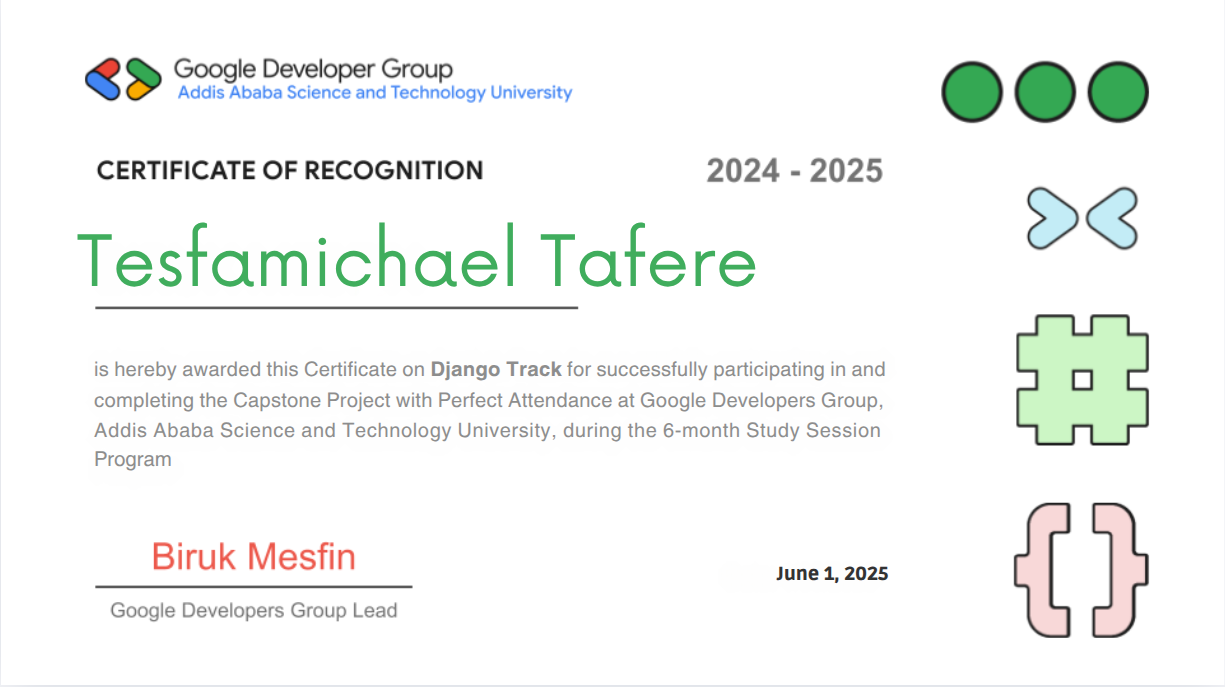 Google Developer Group
Addis Ababa Science and Technology University
CERTIFICATE OF RECOGNITION
2024 - 2025
Tesfamichael Tafere
is hereby awarded this Certificate on Django Track for successfully participating in and
completing the Capstone Project with Perfect Attendance at Google Developers Group,
Addis Ababa Science and Technology University, during the 6-month Study Session
Program
Biruk Mesfin
Google Developers Group Lead
June 1, 2025